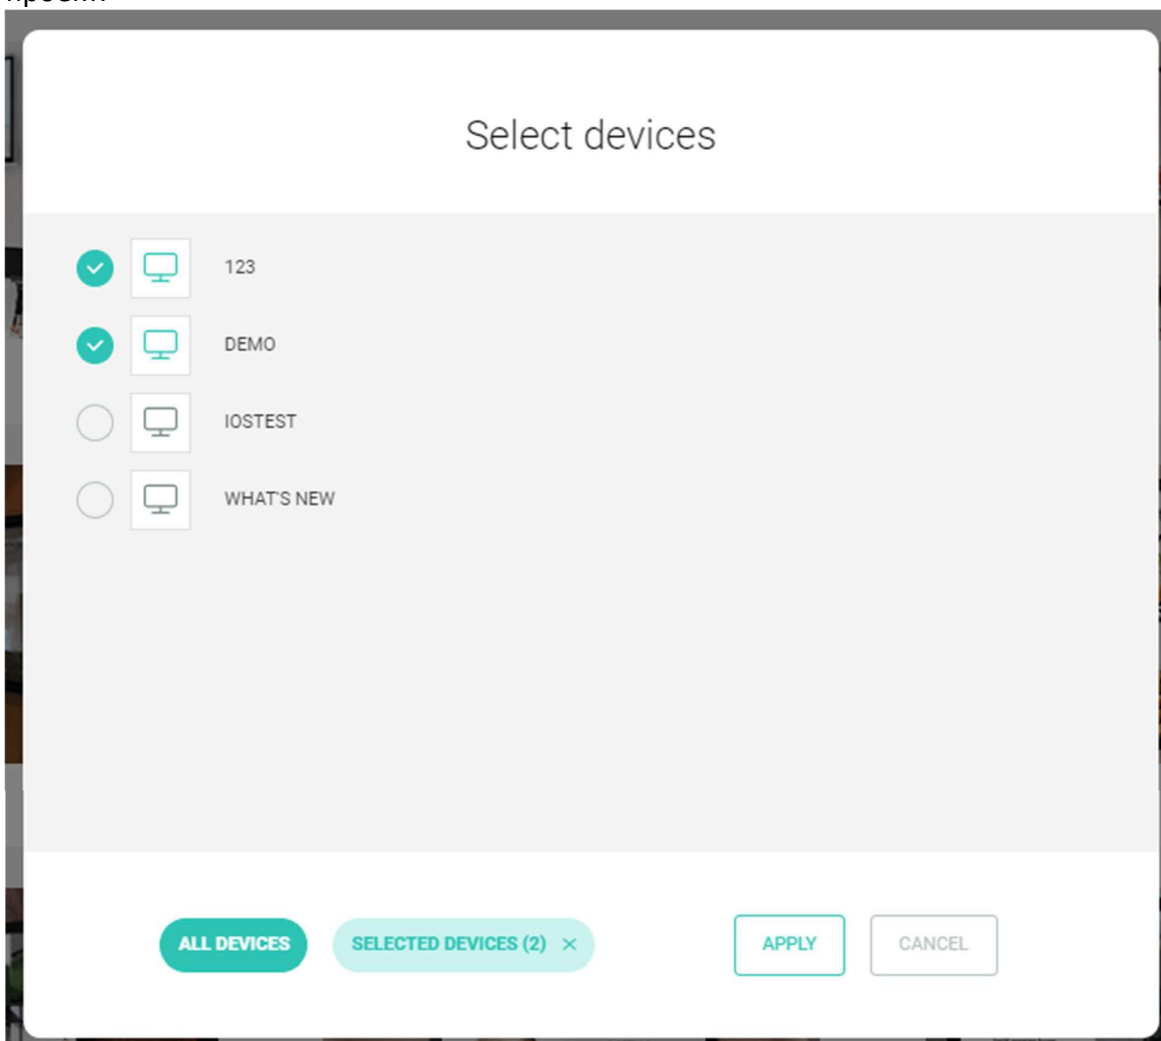 Select devices
123
DEMO
IOSTEST
WHAT'S NEW
ALL DEVICES SELECTED DEVICES (2) × APPLY CANCEL